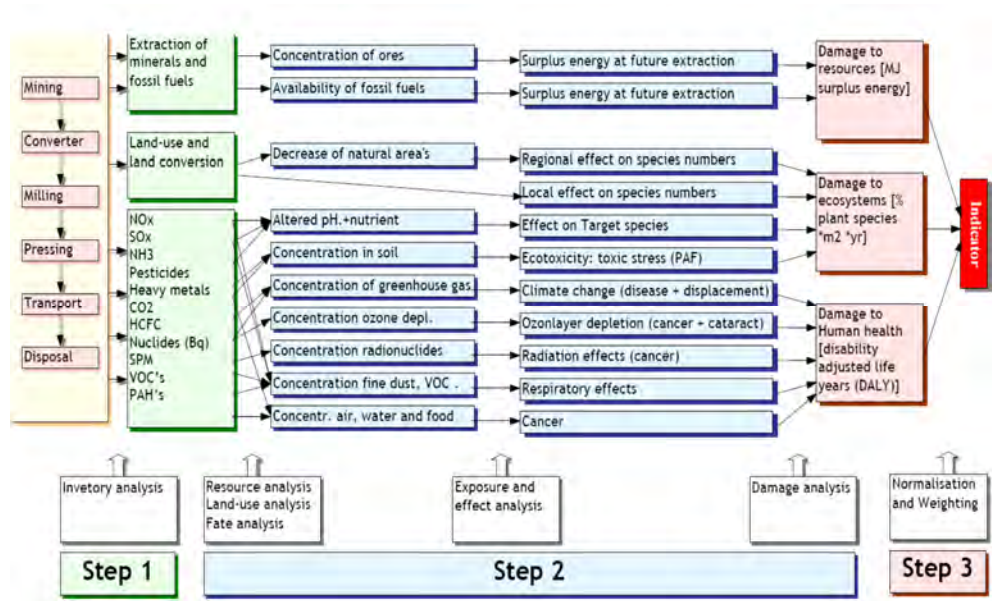 Mining
Converter
Milling
Pressing
Transport
Disposal
Extraction of
minerals and
fossil fuels
Land-use and
land conversion
NOx
SOx
NH3
Pesticides
Heavy metals
CO2
HCFC
Nuclides (Bq)
SPM
VOC's
PAH's
Concentration of ores
Availability of fossil fuels
Decrease of natural area's
Altered pH.+nutrient
Concentration in soil
Concentration of greenhouse gas.
Concentration ozone depl.
Concentration radionuclides
Concentration fine dust, VOC .
Concentr. air, water and food
Surplus energy at future extraction
Surplus energy at future extraction
Regional effect on species numbers
Local effect on species numbers
Effect on Target species
Ecotoxicity: toxic stress (PAF)
Climate change (disease + displacement)
Ozonlayer depletion (cancer + cataract)
Radiation effects (cancer)
Respiratory effects
Cancer
Damage to
resources [MJ
surplus energy]
Damage to
ecosystems [%
plant species
*m2 *yr]
Damage to
Human health
[disability
adjusted life
years (DALY)]
Indicator
Invetory analysis
Resource analysis
Land-use analysis
Fate analysis
Exposure and
effect analysis
Damage analysis
Normalisation
and Weighting
Step 1
Step 2
Step 3